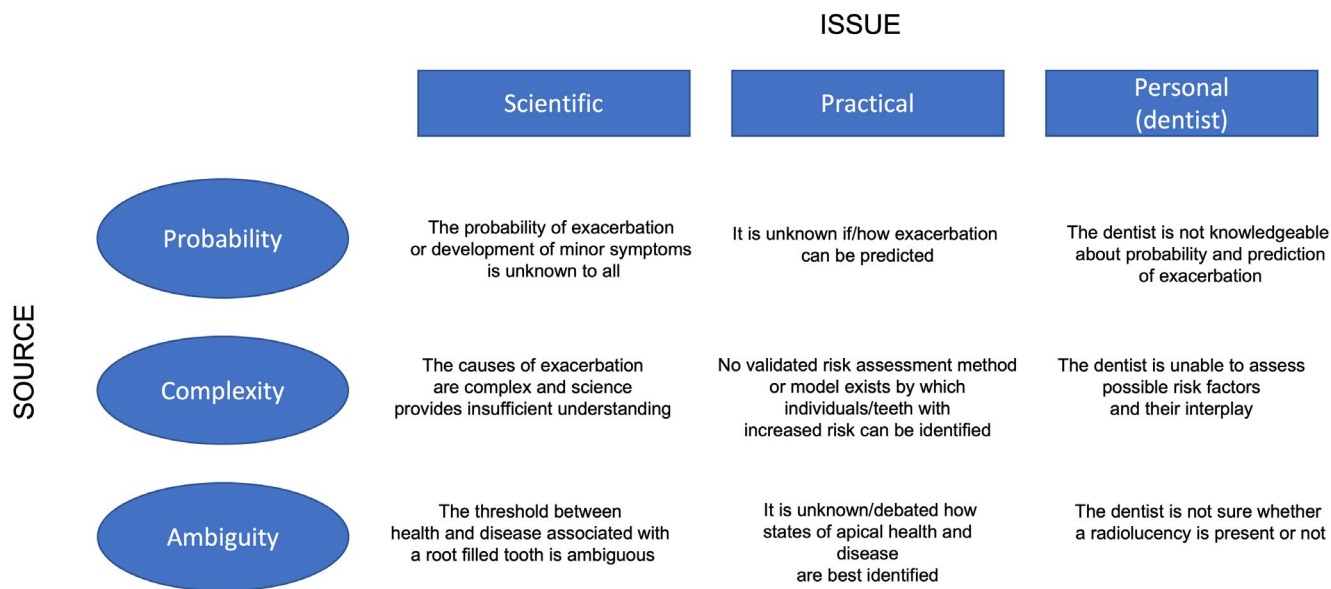 ISSUE
Scientific
Practical
Personal
(dentist)
SOURCE
Probability
The probability of exacerbation
or development of minor symptoms
is unknown to all
It is unknown if/how exacerbation
can be predicted
The dentist is not knowledgeable
about probability and prediction
of exacerbation
Complexity
The causes of exacerbation
are complex and science
provides insufficient understanding
No validated risk assessment method
or model exists by which
individuals/teeth with
increased risk can be identified
The dentist is unable to assess
possible risk factors
and their interplay
Ambiguity
The threshold between
health and disease associated with
a root filled tooth is ambiguous
It is unknown/debated how
states of apical health and
disease
are best identified
The dentist is not sure whether
a radiolucency is present or not